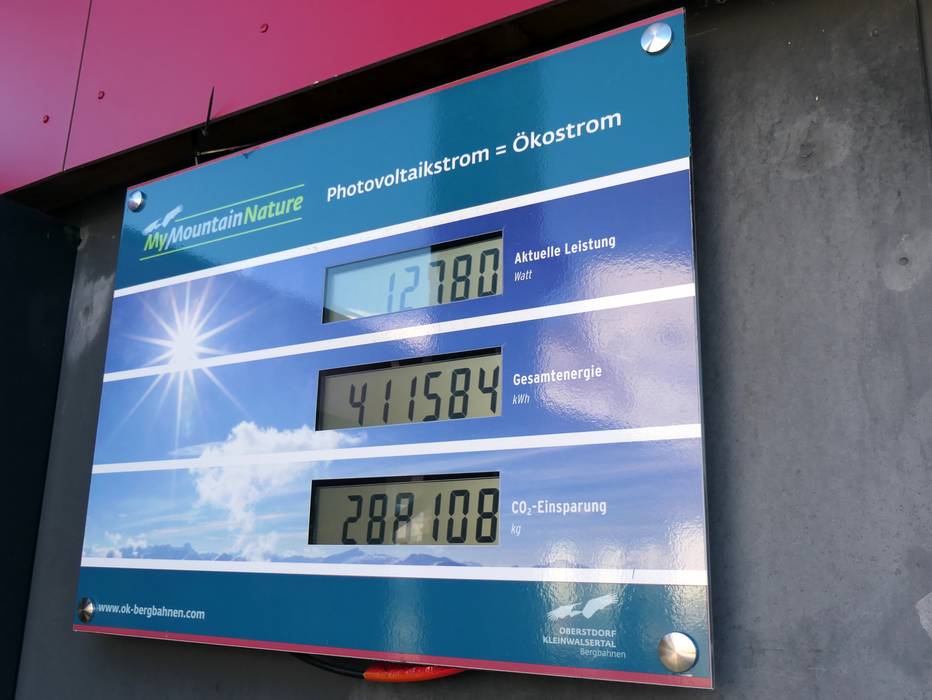 Photovoltaikstrom = Ökostrom
MyMountainNature
12780
Aktuelle Leistung
Watt
411584
Gesamtenergie
kWh
288108
CO₂-Einsparung
kg
www.ok-bergbahnen.com
OBERSTDORF
KLEINWALSERTAL
Bergbahnen